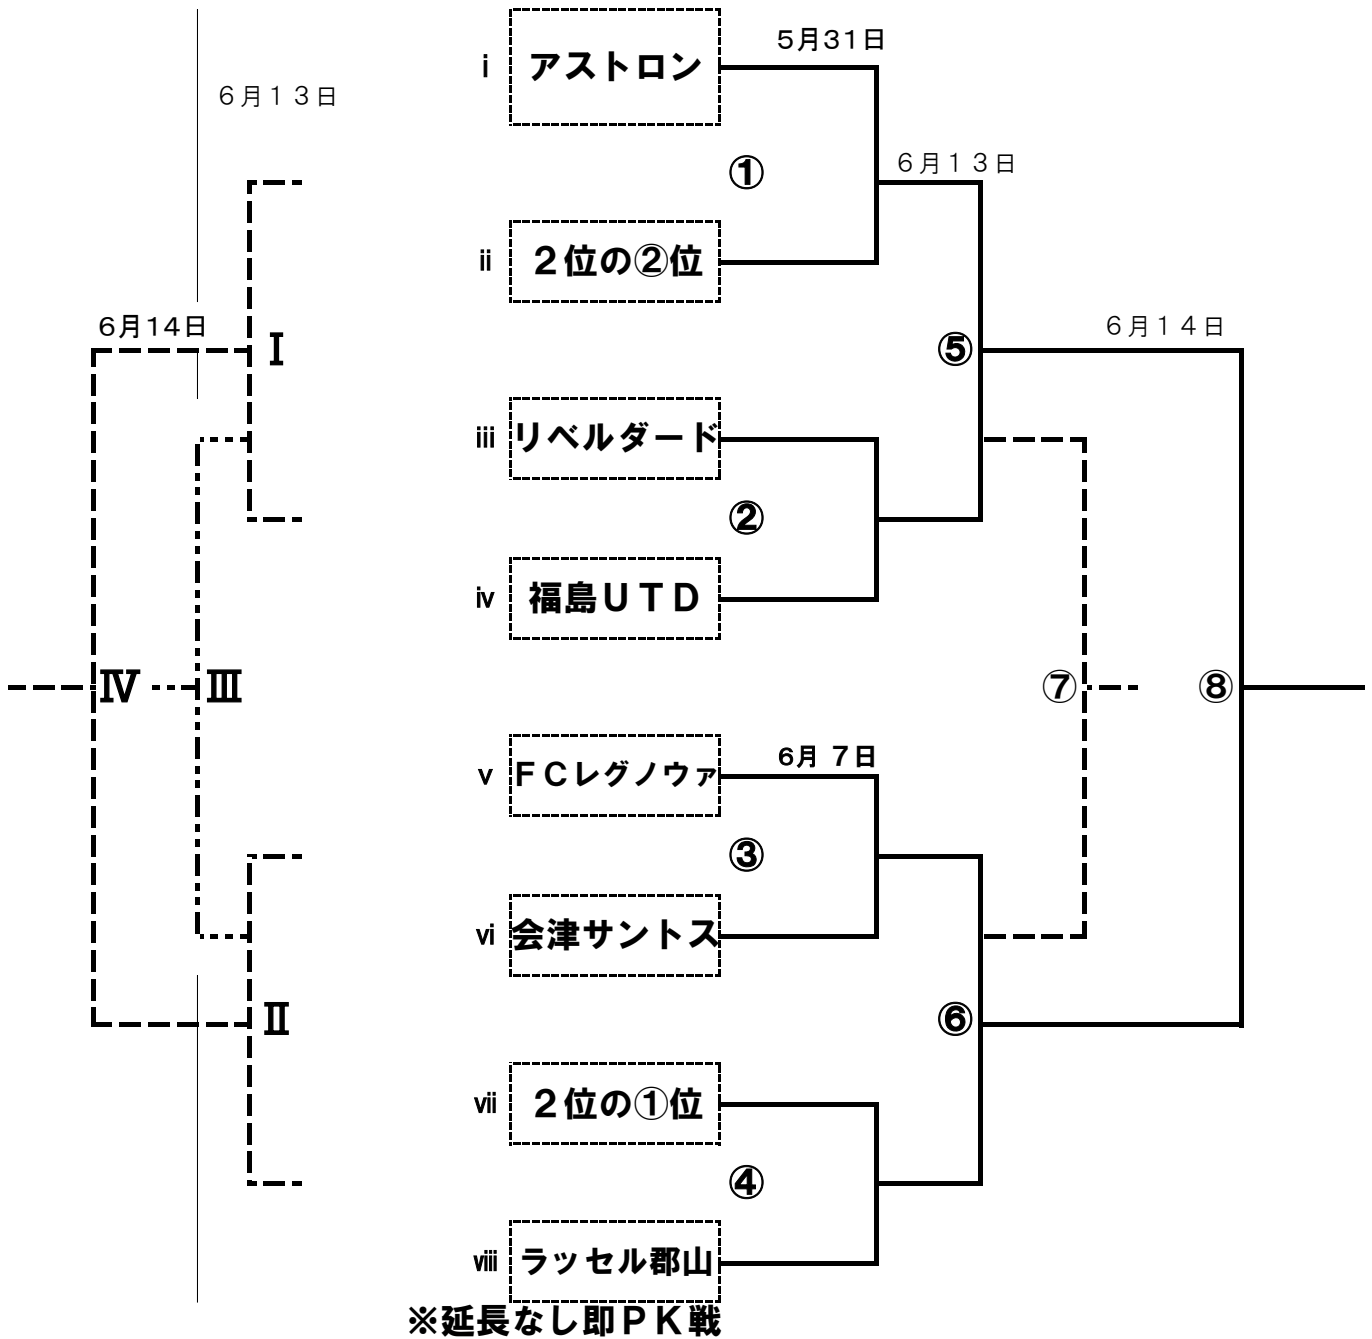 5月31日
ⅰ アストロン
６月１３日
①
６月１３日
ⅱ ２位の②位
6月14日
Ⅰ
⑤
６月１４日
ⅲ リベルダード
②
ⅳ 福島ＵＴＤ
Ⅳ
Ⅲ
⑦
⑧
6月 7日
ⅴ ＦＣレグノウァ
③
ⅵ 会津サントス
Ⅱ
⑥
ⅶ ２位の①位
④
ⅷ ラッセル郡山
※延長なし即ＰＫ戦